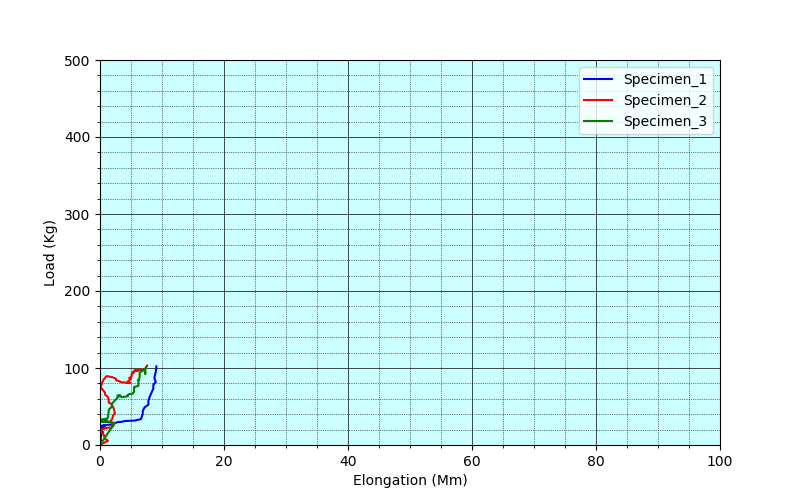 500
400
300
200
100
0
Load (Kg)
Specimen_1
Specimen_2
Specimen_3
0 20 40 60 80 100
Elongation (Mm)